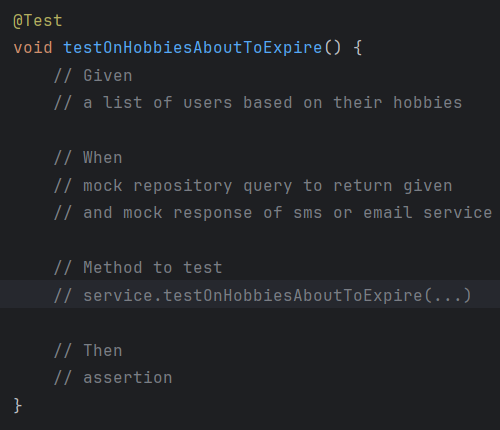 @Test
void testOnHobbiesAboutToExpire() {
    // Given
    // a list of users based on their hobbies

    // When
    // mock repository query to return given
    // and mock response of sms or email service

    // Method to test
    // service.testOnHobbiesAboutToExpire(...)

    // Then
    // assertion
}